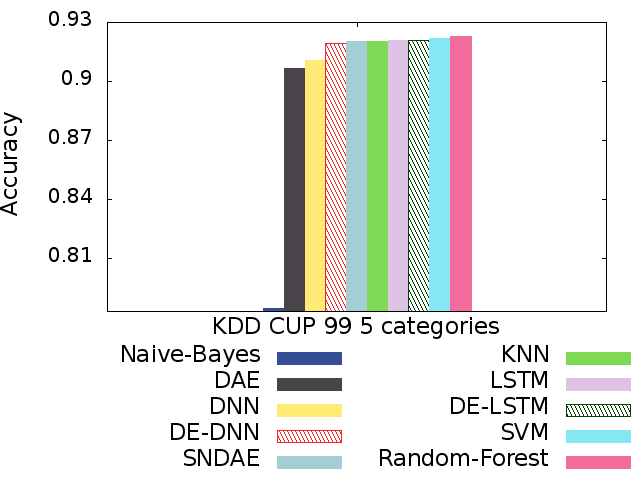 0.93
0.9
0.87
0.84
0.81
Accuracy
KDD CUP 99 5 categories
Naive-Bayes
DAE
DNN
DE-DNN
SNDAE
KNN
LSTM
DE-LSTM
SVM
Random-Forest